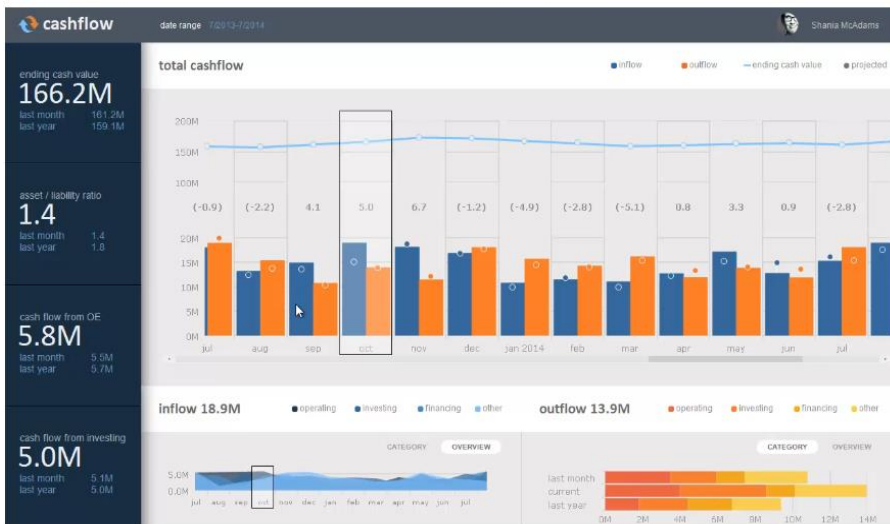 cashflow
date range 7/2013-7/2014
Shania McAdams
ending cash value
166.2M
last month 161.2M
last year 159.1M
asset / liability ratio
1.4
last month 1.4
last year 1.8
cash flow from OE
5.8M
last month 5.5M
last year 5.7M
cash flow from investing
5.0M
last month 5.1M
last year 5.0M
total cashflow
inflow outflow ending cash value projected
200M
150M
100M
(-0.9) (-2.2) 4.1 5.0 6.7 (-1.2) (-4.9) (-2.8) (-5.1) 0.8 3.3 0.9 (-2.8)
20M
15M
10M
5M
0M
jul aug sep oct nov dec jan 2014 feb mar apr may jun jul
inflow 18.9M
operating investing financing other
CATEGORY OVERVIEW
5.0M
0.0M
jul aug sep oct nov dec jan feb mar apr may jun jul
outflow 13.9M
operating investing financing other
CATEGORY OVERVIEW
last month
current
last year
0M 2M 4M 6M 8M 10M 12M 14M